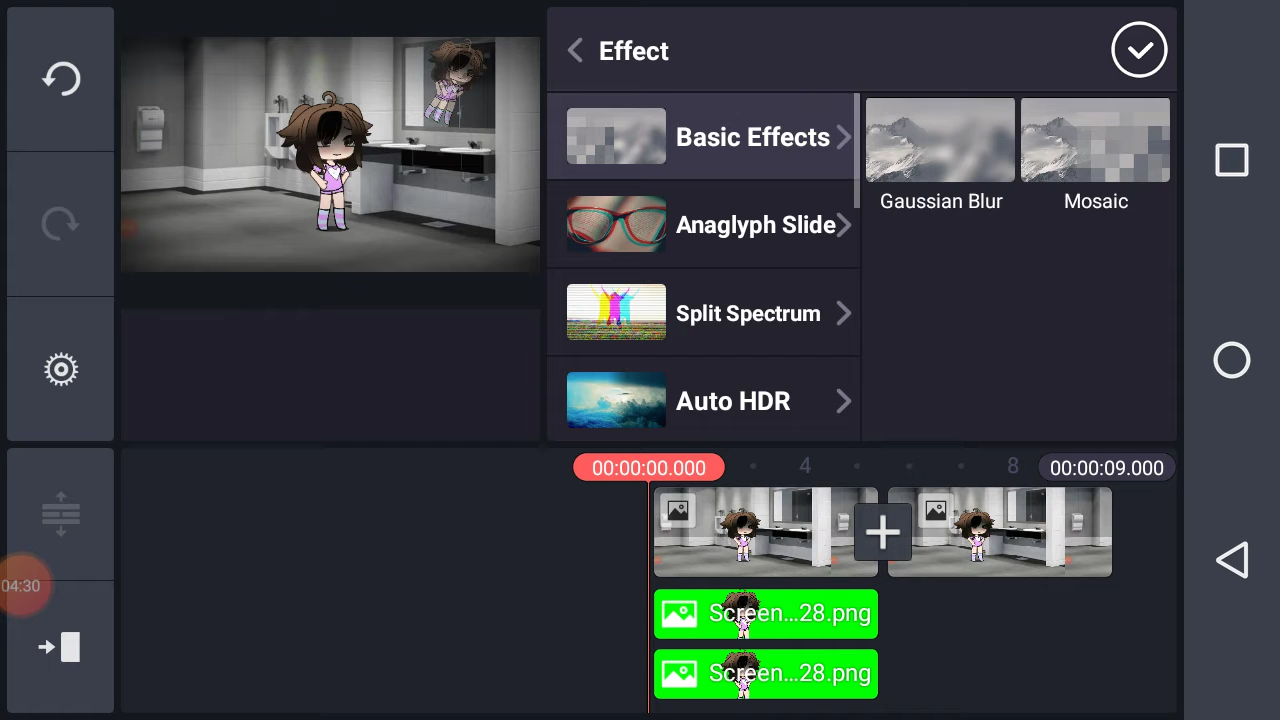 Effect
Basic Effects
Gaussian Blur
Mosaic
Anaglyph Slide
Split Spectrum
Auto HDR
00:00:00.000
4
8
00:00:09.000
04:30
Screen...28.png
Screen...28.png